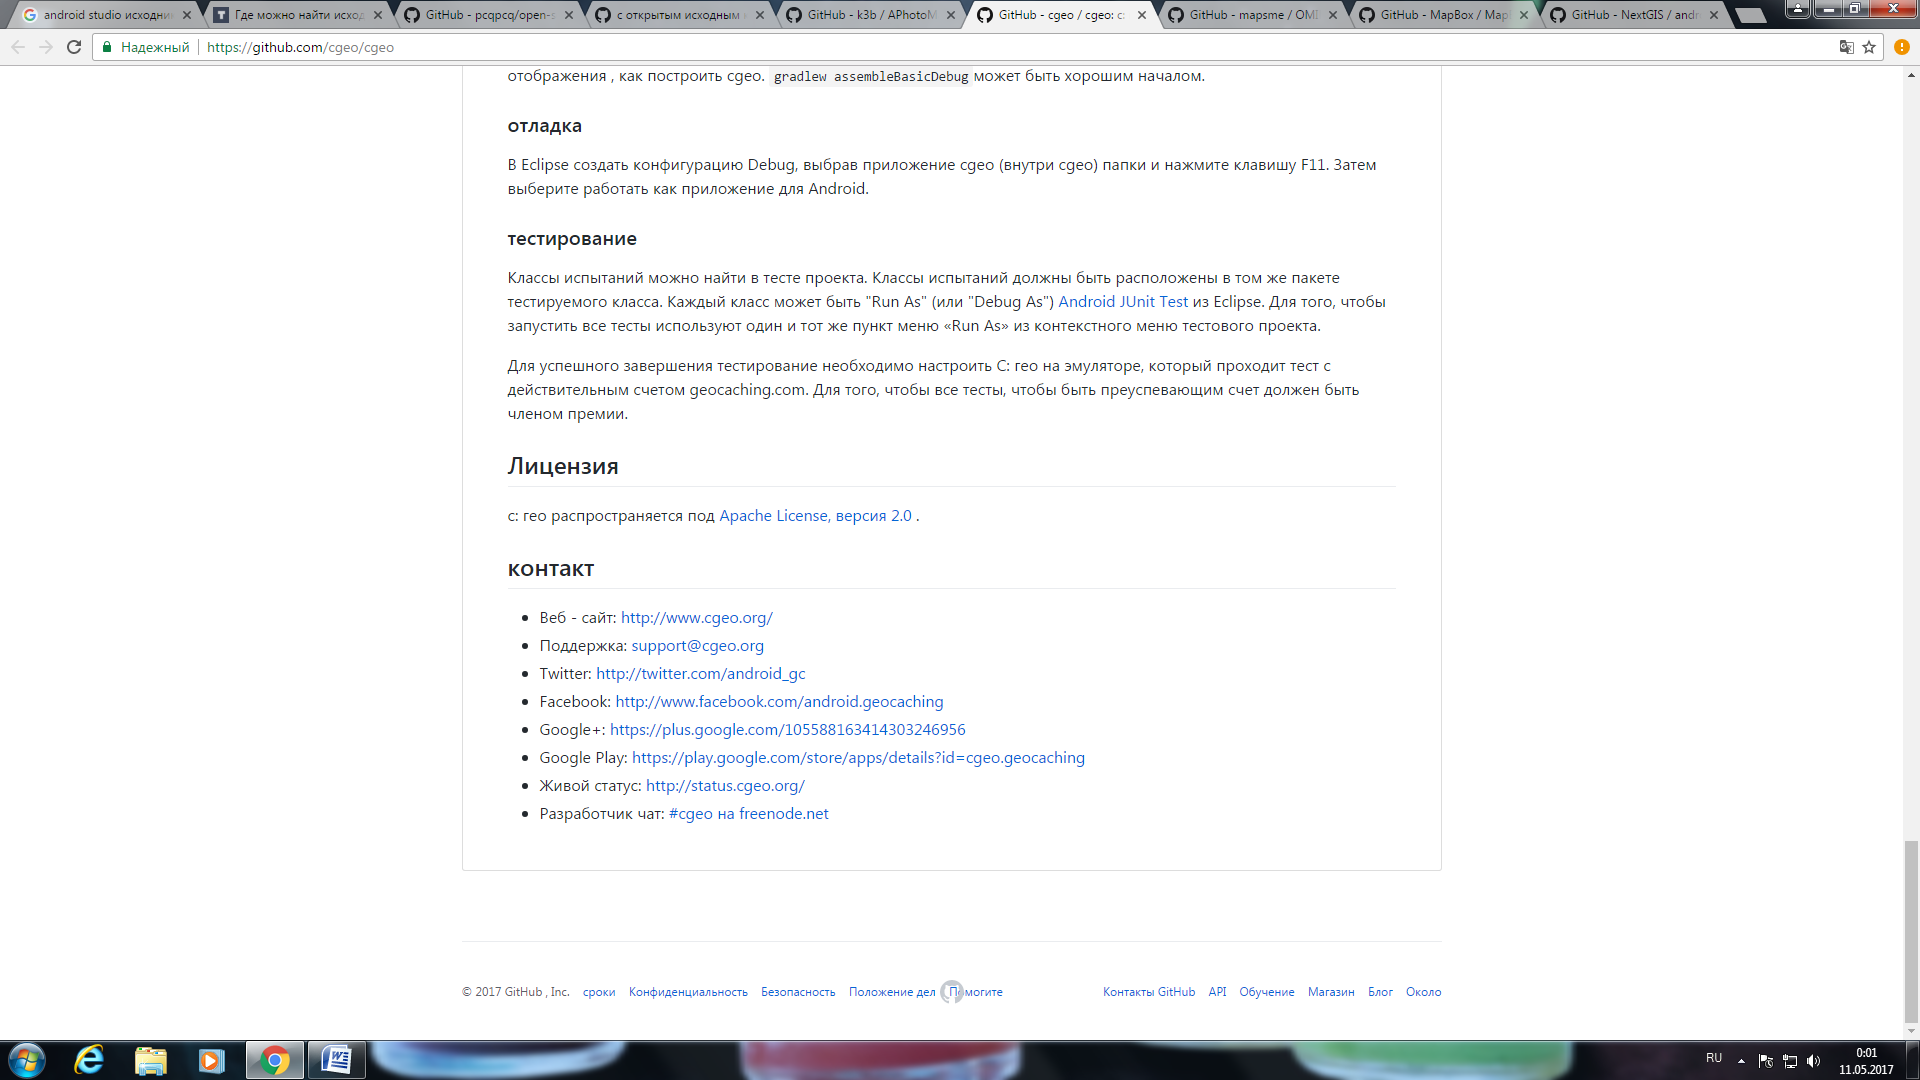 android studio исходни
Где можно найти исход
GitHub - pcqpcq/open-s
с открытым исходным
GitHub - k3b / APhotoM
GitHub - cgeo / cgeo: c:
GitHub - mapsme / OMI
GitHub - MapBox / Map
GitHub - NextGIS / andr
Надежный
https://github.com/cgeo/cgeo
отображения , как построить cgeo. gradlew assembleBasicDebug может быть хорошим началом.
отладка
В Eclipse создать конфигурацию Debug, выбрав приложение cgeo (внутри cgeo) папки и нажмите клавишу F11. Затем
выберите работать как приложение для Android.
тестирование
Классы испытаний можно найти в тесте проекта. Классы испытаний должны быть расположены в том же пакете
тестируемого класса. Каждый класс может быть "Run As" (или "Debug As") Android JUnit Test из Eclipse. Для того, чтобы
запустить все тесты используют один и тот же пункт меню «Run As» из контекстного меню тестового проекта.
Для успешного завершения тестирование необходимо настроить С: гео на эмуляторе, который проходит тест с
действительным счетом geocaching.com. Для того, чтобы все тесты, чтобы быть преуспевающим счет должен быть
членом премии.
Лицензия
с: гео распространяется под Apache License, версия 2.0 .
контакт
Веб - сайт: http://www.cgeo.org/
Поддержка: support@cgeo.org
Twitter: http://twitter.com/android_gc
Facebook: http://www.facebook.com/android.geocaching
Google+: https://plus.google.com/105588163414303246956
Google Play: https://play.google.com/store/apps/details?id=cgeo.geocaching
Живой статус: http://status.cgeo.org/
Разработчик чат: #cgeo на freenode.net
© 2017 GitHub , Inc. сроки Конфиденциальность Безопасность Положение дел Помогите Контакты GitHub API Обучение Магазин Блог Около
RU
0:01
11.05.2017